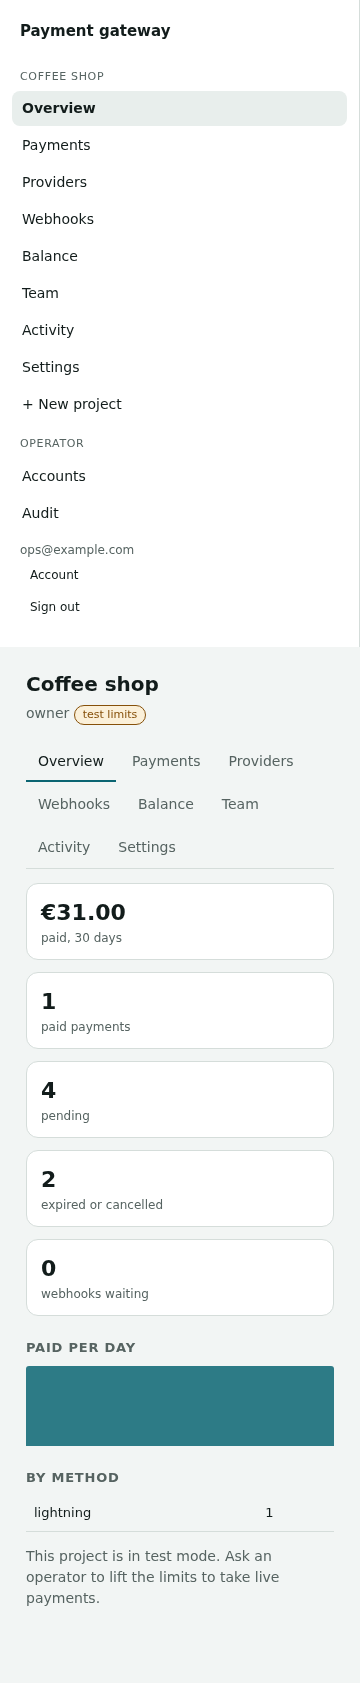 Payment gateway
COFFEE SHOP
Overview
Payments
Providers
Webhooks
Balance
Team
Activity
Settings
+ New project
OPERATOR
Accounts
Audit
ops@example.com
Account
Sign out
Coffee shop
owner test limits
Overview Payments Providers
Webhooks Balance Team
Activity Settings
€31.00
paid, 30 days
1
paid payments
4
pending
2
expired or cancelled
0
webhooks waiting
PAID PER DAY
BY METHOD
lightning 1
This project is in test mode. Ask an
operator to lift the limits to take live
payments.